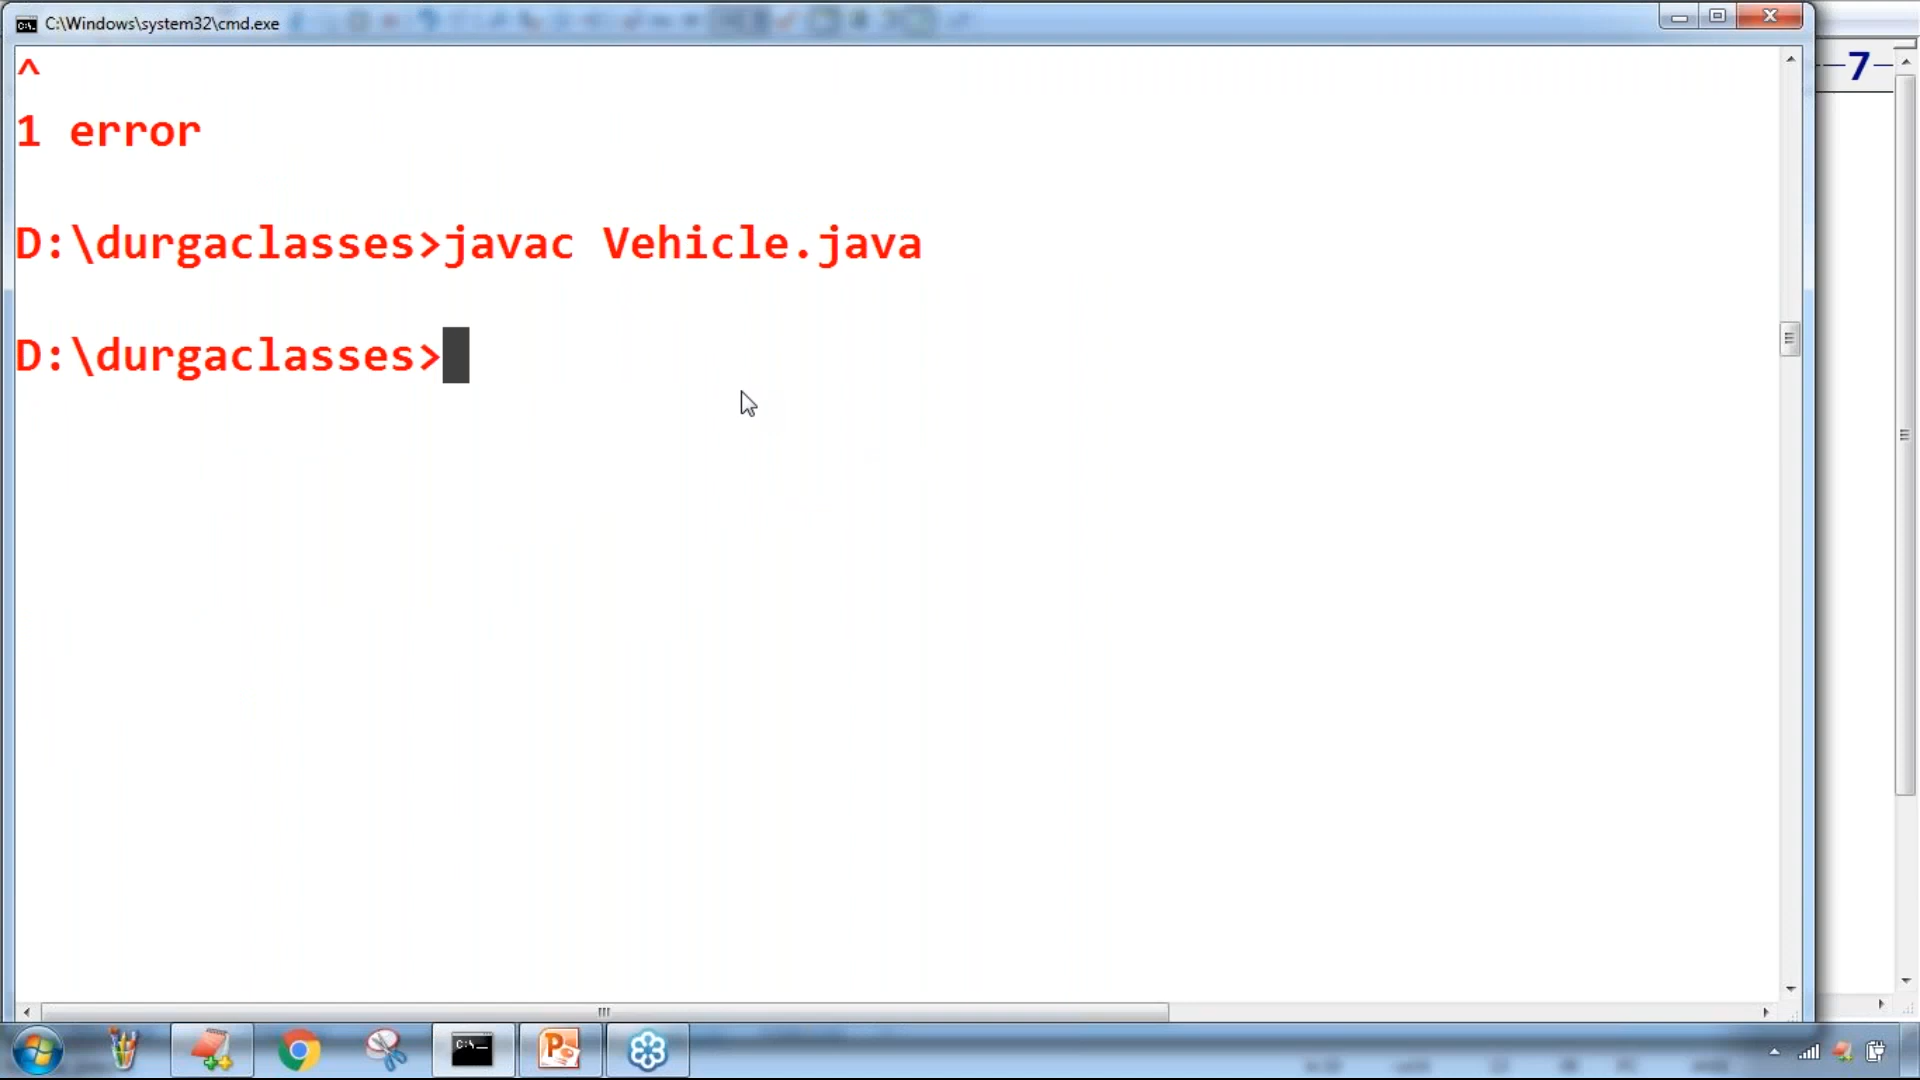 C:\Windows\system32\cmd.exe
^
1 error
D:\durgaclasses>javac Vehicle.java
D:\durgaclasses>
7
C:\_